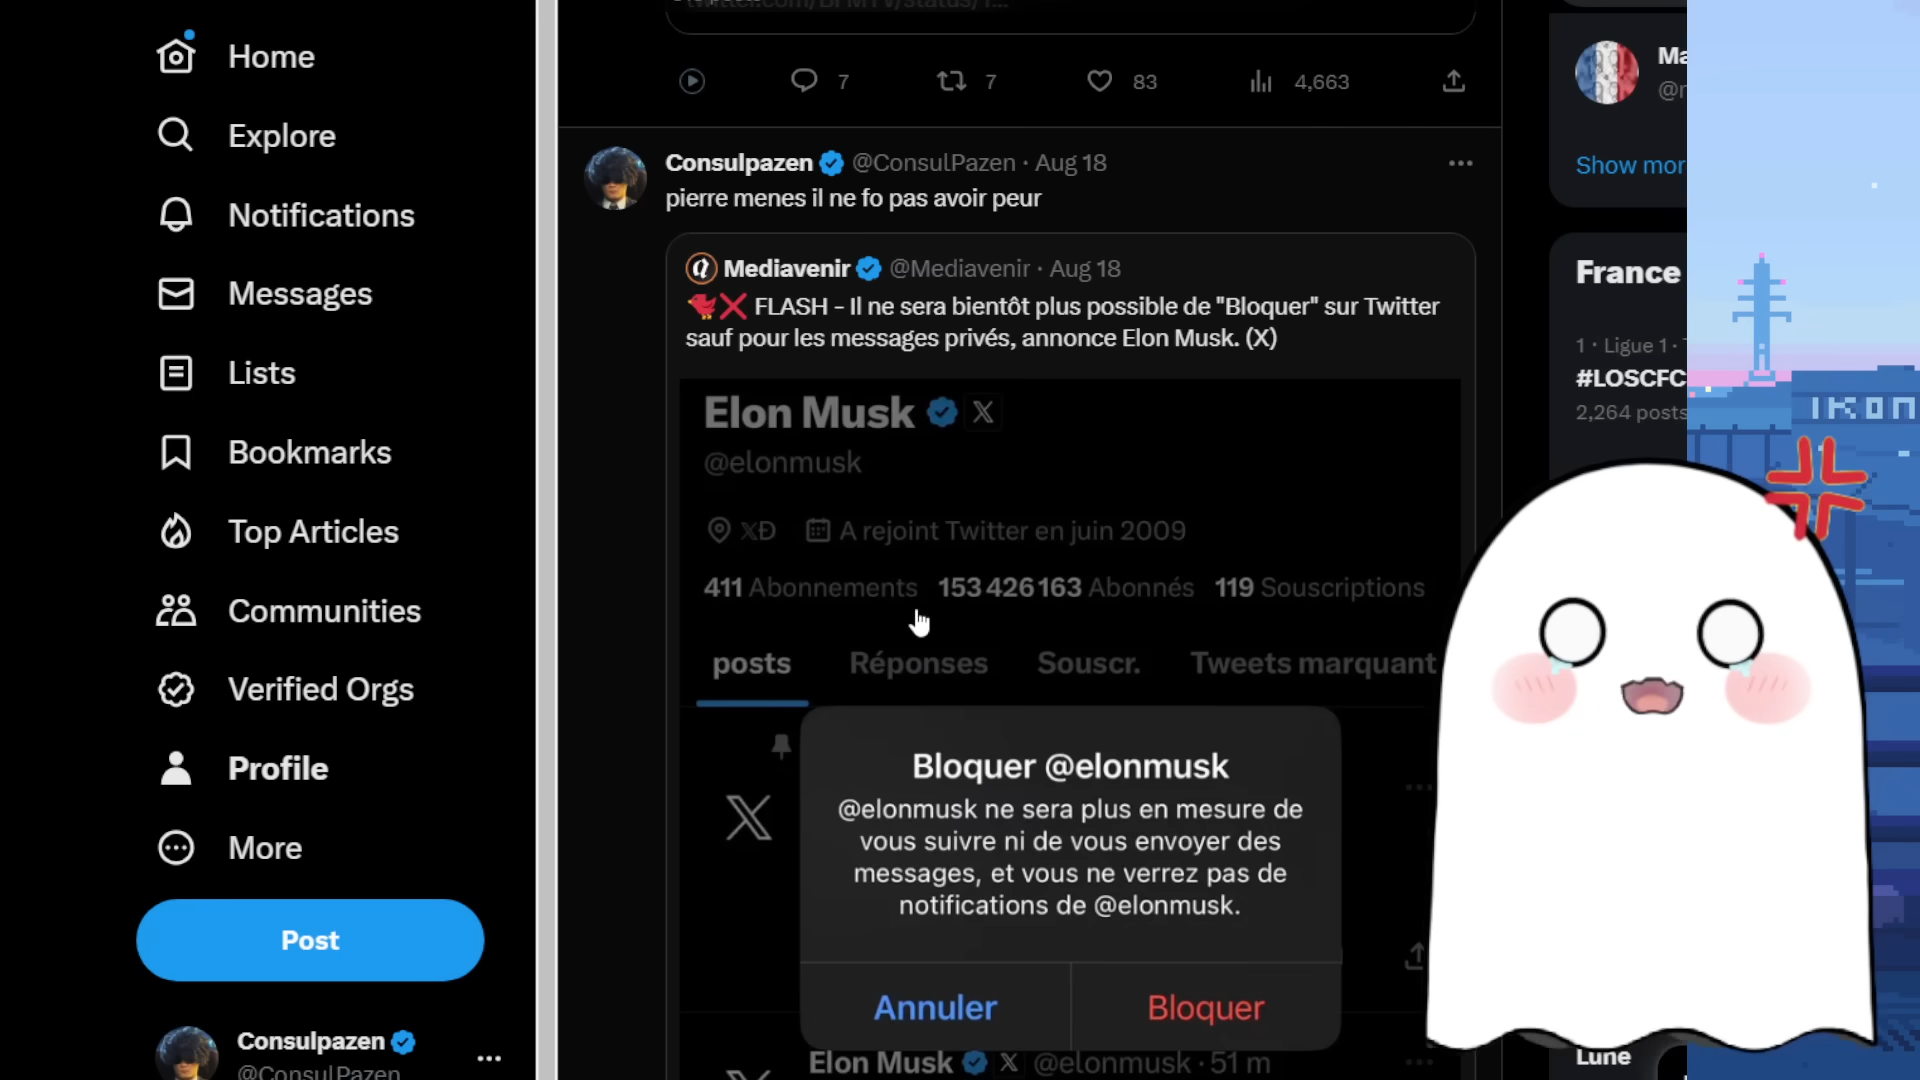 Home
Explore
Notifications
Messages
Lists
Bookmarks
Top Articles
Communities
Verified Orgs
Profile
More
Post
Consulpazen
@ConsulPazen
7 7 83 4,663
Consulpazen @ConsulPazen · Aug 18
pierre menes il ne fo pas avoir peur
Mediavenir @Mediavenir · Aug 18
FLASH - Il ne sera bientôt plus possible de "Bloquer" sur Twitter
sauf pour les messages privés, annonce Elon Musk. (X)
Elon Musk
@elonmusk
XÐ A rejoint Twitter en juin 2009
411 Abonnements 153 426 163 Abonnés 119 Souscriptions
posts Réponses Souscr. Tweets marquant
Bloquer @elonmusk
@elonmusk ne sera plus en mesure de
vous suivre ni de vous envoyer des
messages, et vous ne verrez pas de
notifications de @elonmusk.
Annuler Bloquer
Elon Musk @elonmusk · 51 m
Ma
Show mor
France
1 · Ligue 1 ·
#LOSCFC
2,264 posts
Lune
IKON